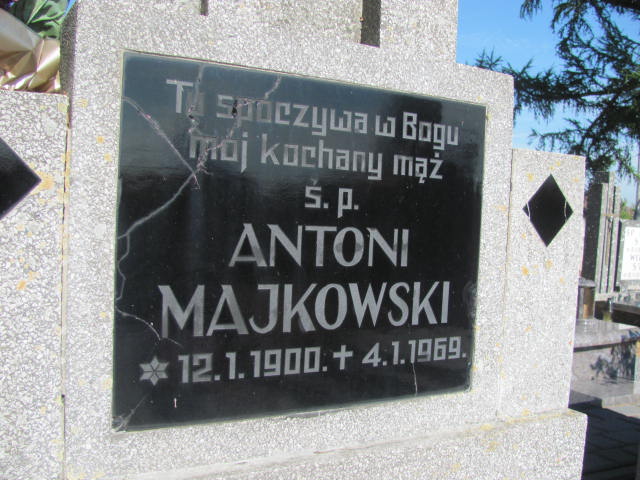 Tu spoczywa w Bogu
mój kochany mąż
ś. p.
ANTONI
MAJKOWSKI
12.1.1900. + 4.1.1969.